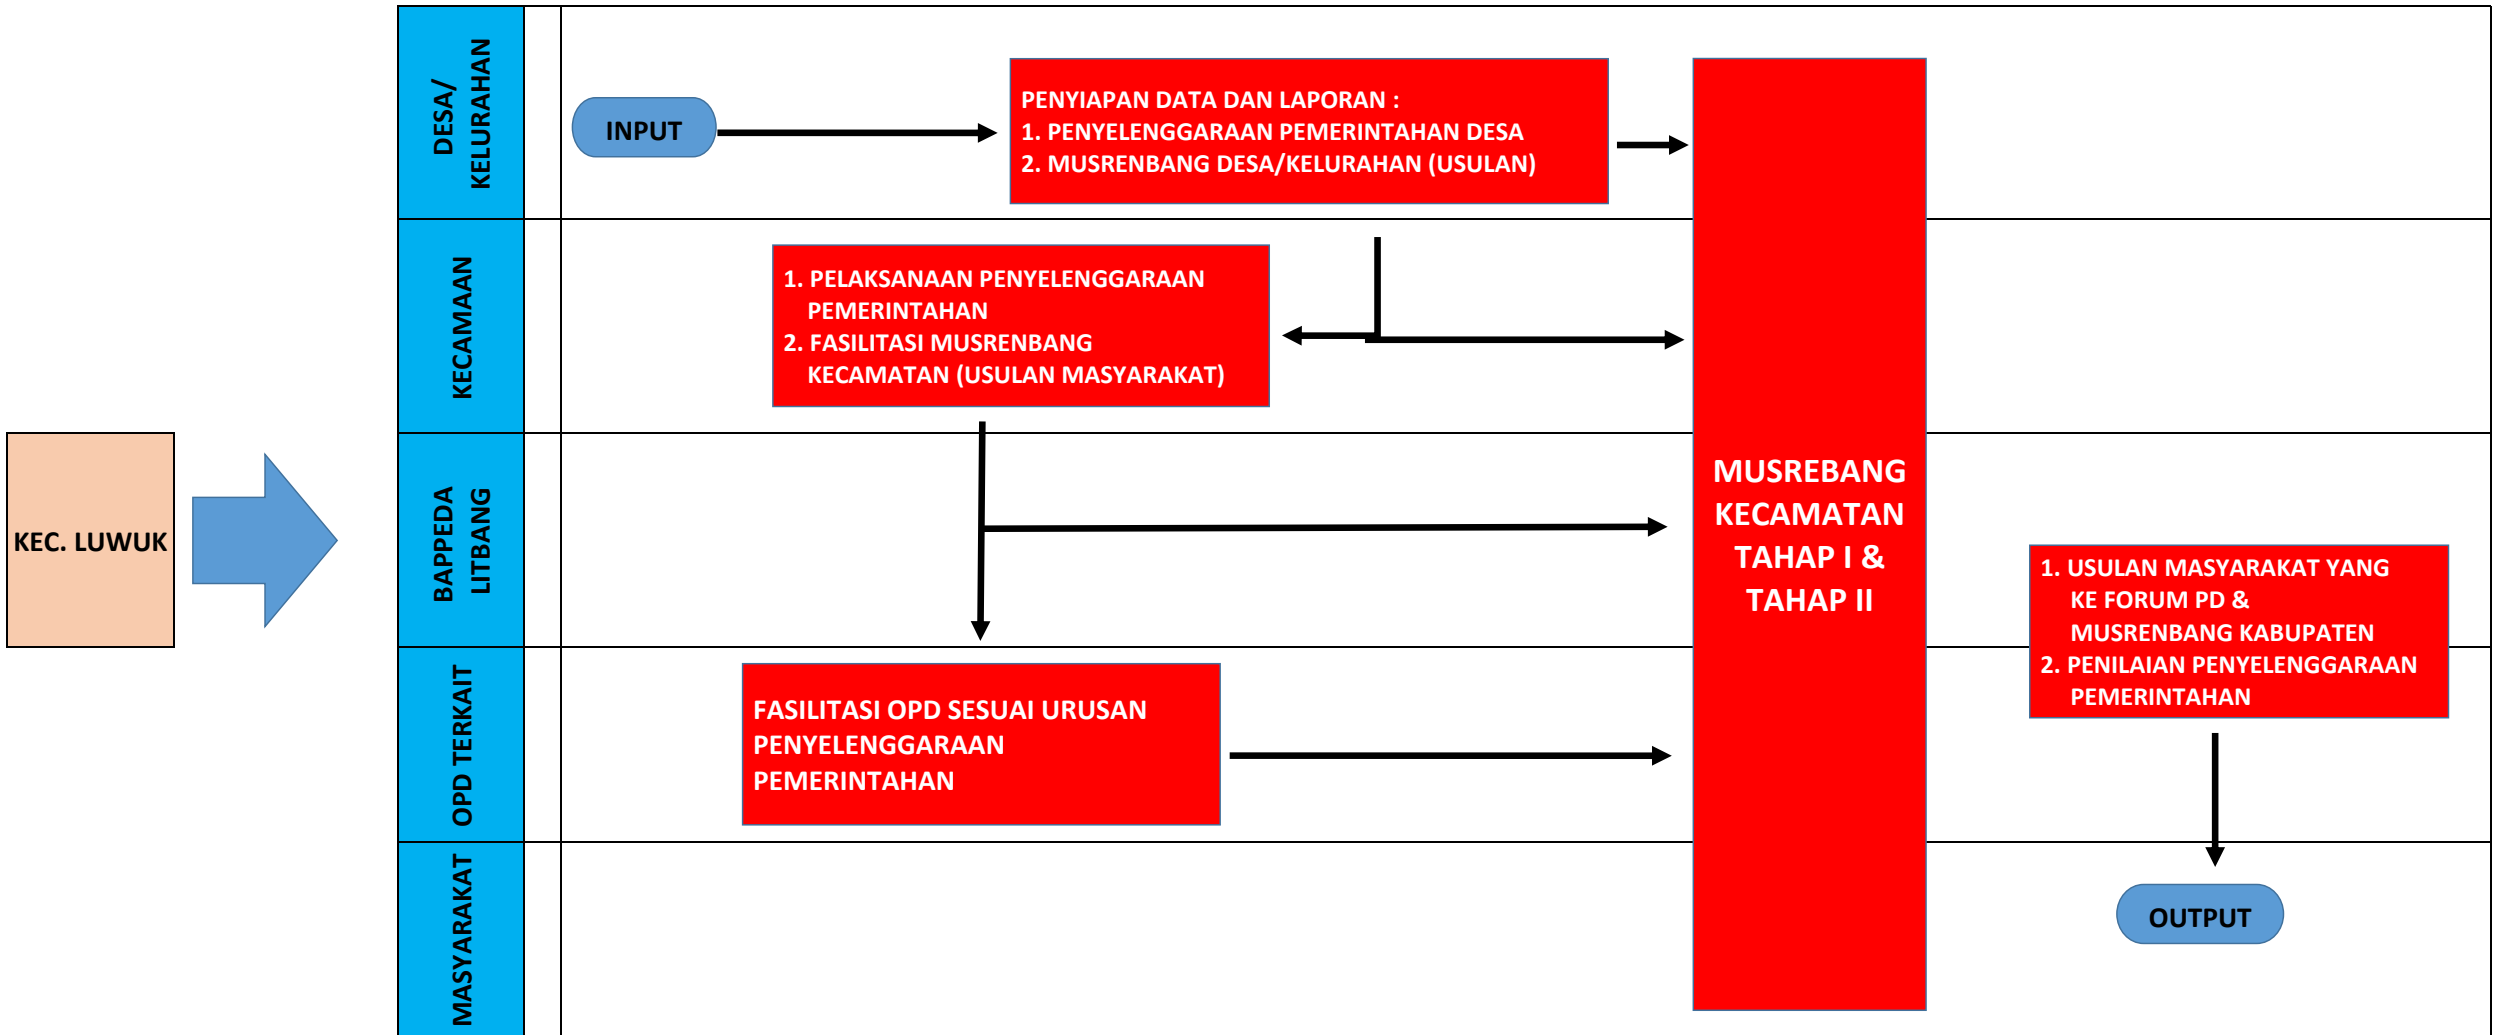 KEC. LUWUK
DESA/
KELURAHAN
INPUT
PENYIAPAN DATA DAN LAPORAN :
1. PENYELENGGARAAN PEMERINTAHAN DESA
2. MUSRENBANG DESA/KELURAHAN (USULAN)
KECAMAAN
1. PELAKSANAAN PENYELENGGARAAN
PEMERINTAHAN
2. FASILITASI MUSRENBANG
KECAMATAN (USULAN MASYARAKAT)
BAPPEDA
LITBANG
MUSREBANG
KECAMATAN
TAHAP I &
TAHAP II
1. USULAN MASYARAKAT YANG
KE FORUM PD &
MUSRENBANG KABUPATEN
2. PENILAIAN PENYELENGGARAAN
PEMERINTAHAN
OPD TERKAIT
FASILITASI OPD SESUAI URUSAN
PENYELENGGARAAN
PEMERINTAHAN
MASYARAKAT
OUTPUT